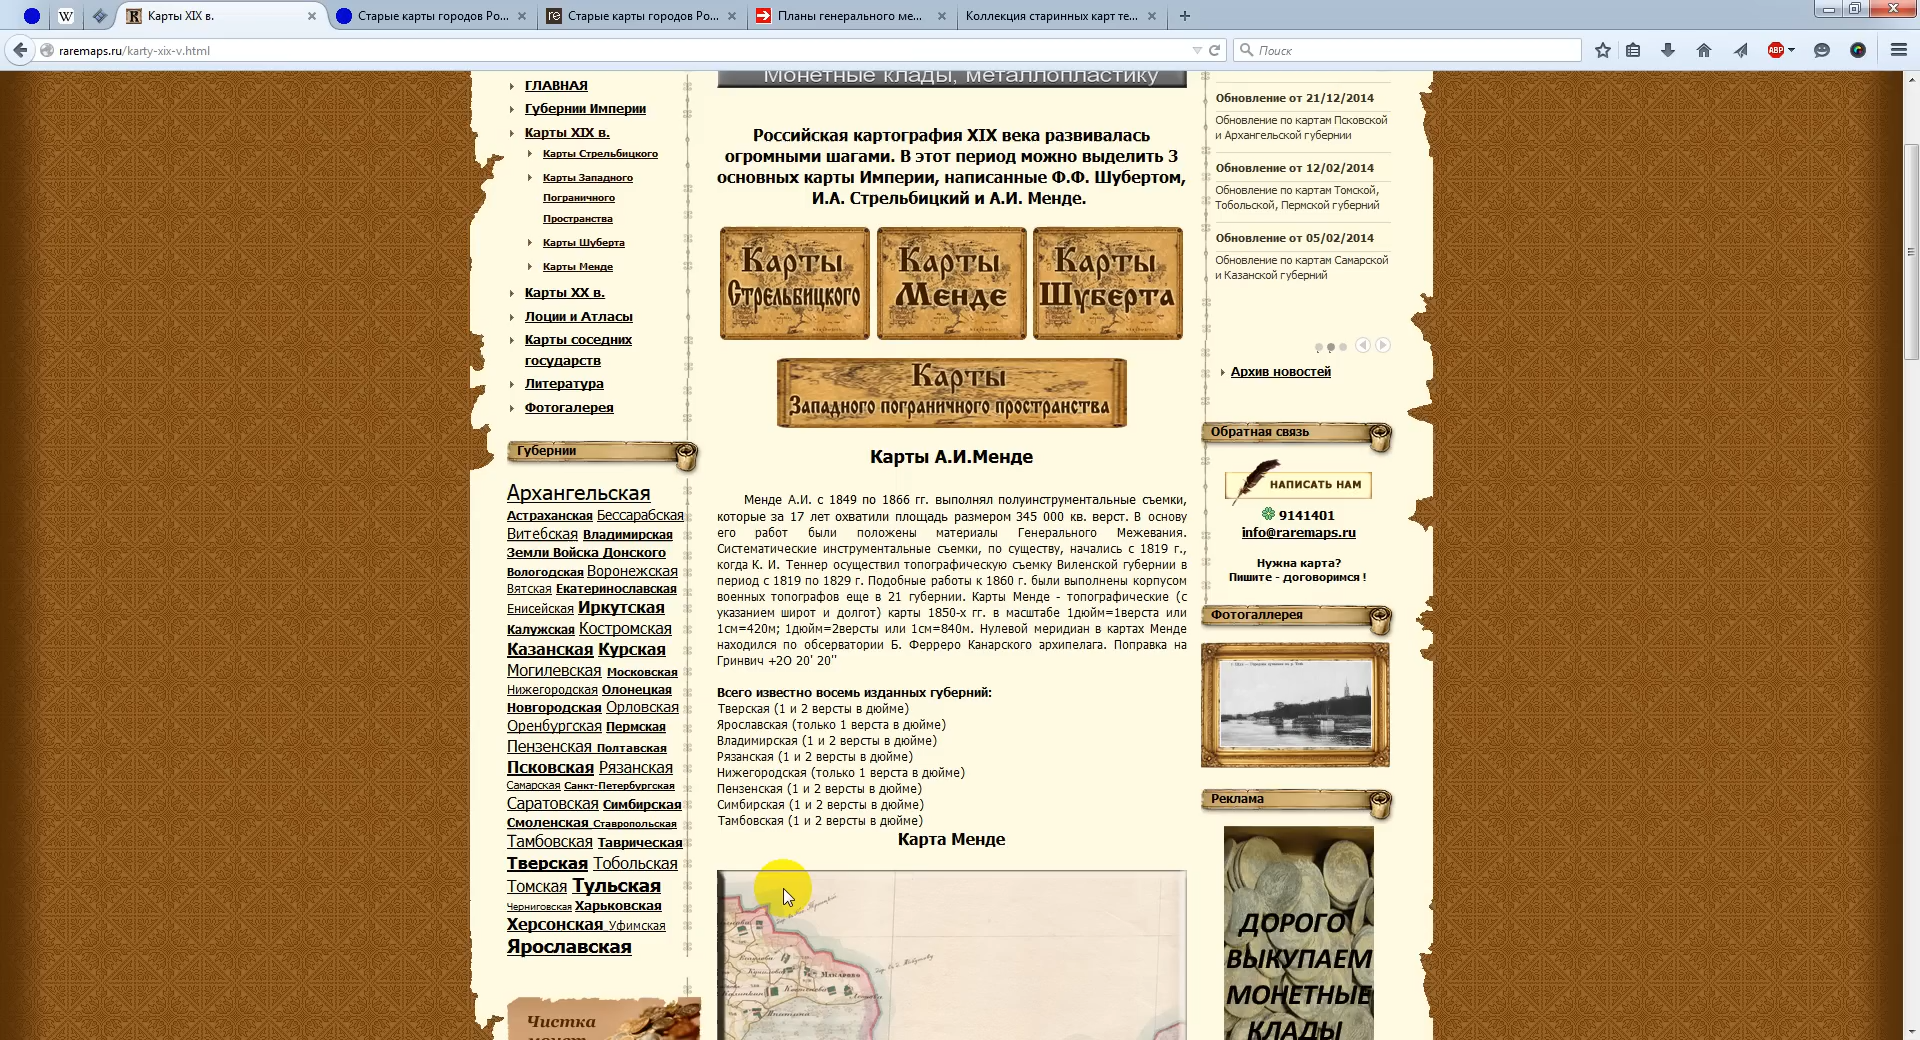 Карты XIX в.
Старые карты городов Ро...
Старые карты городов Ро...
Планы генерального ме...
Коллекция старинных карт те...
raremaps.ru/karty-xix-v.html
Поиск
ГЛАВНАЯ
Губернии Империи
Карты XIX в.
Карты Стрельбицкого
Карты Западного
Пограничного
Пространства
Карты Шуберта
Карты Менде
Карты XX в.
Лоции и Атласы
Карты соседних
государств
Литература
Фотогалерея
Губернии
Архангельская
Астраханская Бессарабская
Витебская Владимирская
Земли Войска Донского
Вологодская Воронежская
Вятская Екатеринославская
Енисейская Иркутская
Калужская Костромская
Казанская Курская
Могилевская Московская
Нижегородская Олонецкая
Новгородская Орловская
Оренбургская Пермская
Пензенская Полтавская
Псковская Рязанская
Самарская Санкт-Петербургская
Саратовская Симбирская
Смоленская Ставропольская
Тамбовская Таврическая
Тверская Тобольская
Томская Тульская
Черниговская Харьковская
Херсонская Уфимская
Ярославская
Чистка
монет
Монетные клады, металлопластику
Российская картография XIX века развивалась
огромными шагами. В этот период можно выделить 3
основных карты Империи, написанные Ф.Ф. Шубертом,
И.А. Стрельбицкий и А.И. Менде.
Карты
Стрельбицкого
Карты
Менде
Карты
Шуберта
Карты
Западного пограничного пространства
Карты А.И.Менде
Менде А.И. с 1849 по 1866 гг. выполнял полуинструментальные съемки,
которые за 17 лет охватили площадь размером 345 000 кв. верст. В основу
его работ были положены материалы Генерального Межевания.
Систематические инструментальные съемки, по существу, начались с 1819 г.,
когда К. И. Теннер осуществил топографическую съемку Виленской губернии в
период с 1819 по 1829 г. Подобные работы к 1860 г. были выполнены корпусом
военных топографов еще в 21 губернии. Карты Менде - топографические (с
указанием широт и долгот) карты 1850-х гг. в масштабе 1дюйм=1верста или
1см=420м; 1дюйм=2версты или 1см=840м. Нулевой меридиан в картах Менде
находился по обсерватории Б. Ферреро Канарского архипелага. Поправка на
Гринвич +2О 20' 20''
Всего известно восемь изданных губерний:
Тверская (1 и 2 версты в дюйме)
Ярославская (только 1 верста в дюйме)
Владимирская (1 и 2 версты в дюйме)
Рязанская (1 и 2 версты в дюйме)
Нижегородская (только 1 верста в дюйме)
Пензенская (1 и 2 версты в дюйме)
Симбирская (1 и 2 версты в дюйме)
Тамбовская (1 и 2 версты в дюйме)
Карта Менде
Обновление от 21/12/2014
Обновление по картам Псковской
и Архангельской губернии
Обновление от 12/02/2014
Обновление по картам Томской,
Тобольской, Пермской губерний
Обновление от 05/02/2014
Обновление по картам Самарской
и Казанской губерний
Архив новостей
Обратная связь
НАПИСАТЬ НАМ
9141401
info@raremaps.ru
Нужна карта?
Пишите - договоримся !
Фотогаллерея
Реклама
ДОРОГО
ВЫКУПАЕМ
МОНЕТНЫЕ
КЛАДЫ